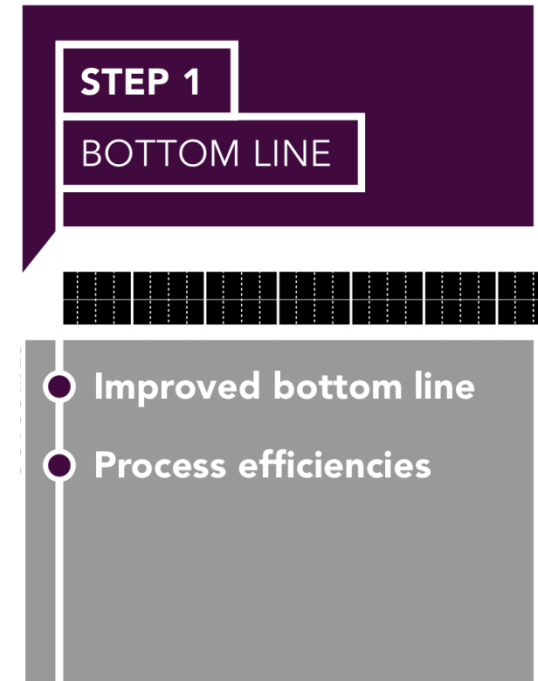 STEP 1
BOTTOM LINE
Improved bottom line
Process efficiencies